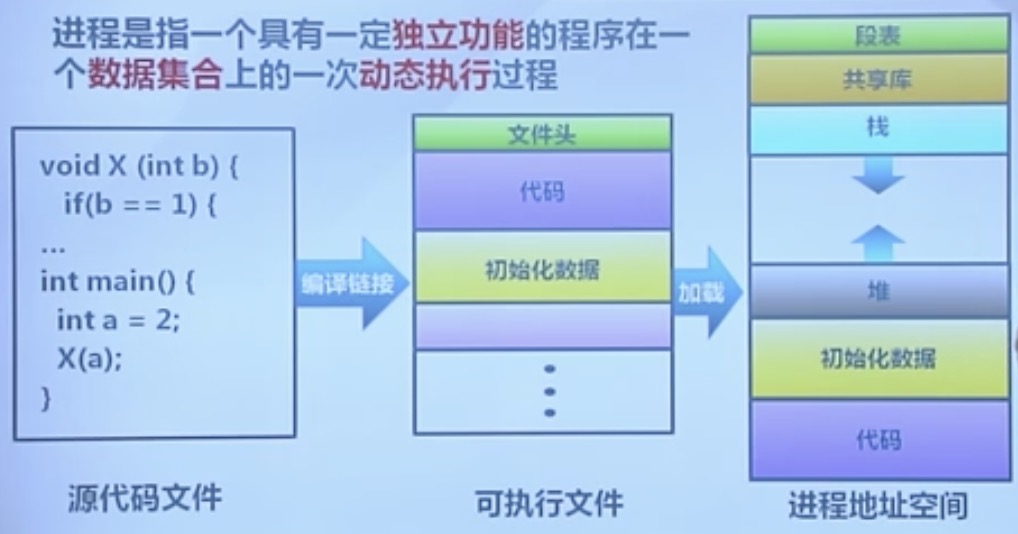 进程是指一个具有一定独立功能的程序在一
个数据集合上的一次动态执行过程
void X (int b) {
if(b == 1) {
...
int main() {
int a = 2;
X(a);
}
源代码文件
编译链接
文件头
代码
初始化数据
可执行文件
加载
段表
共享库
栈
堆
初始化数据
代码
进程地址空间